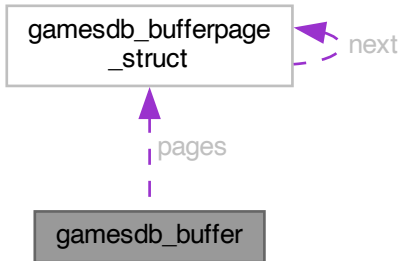 gamesdb_bufferpage
_struct
next
pages
gamesdb_buffer